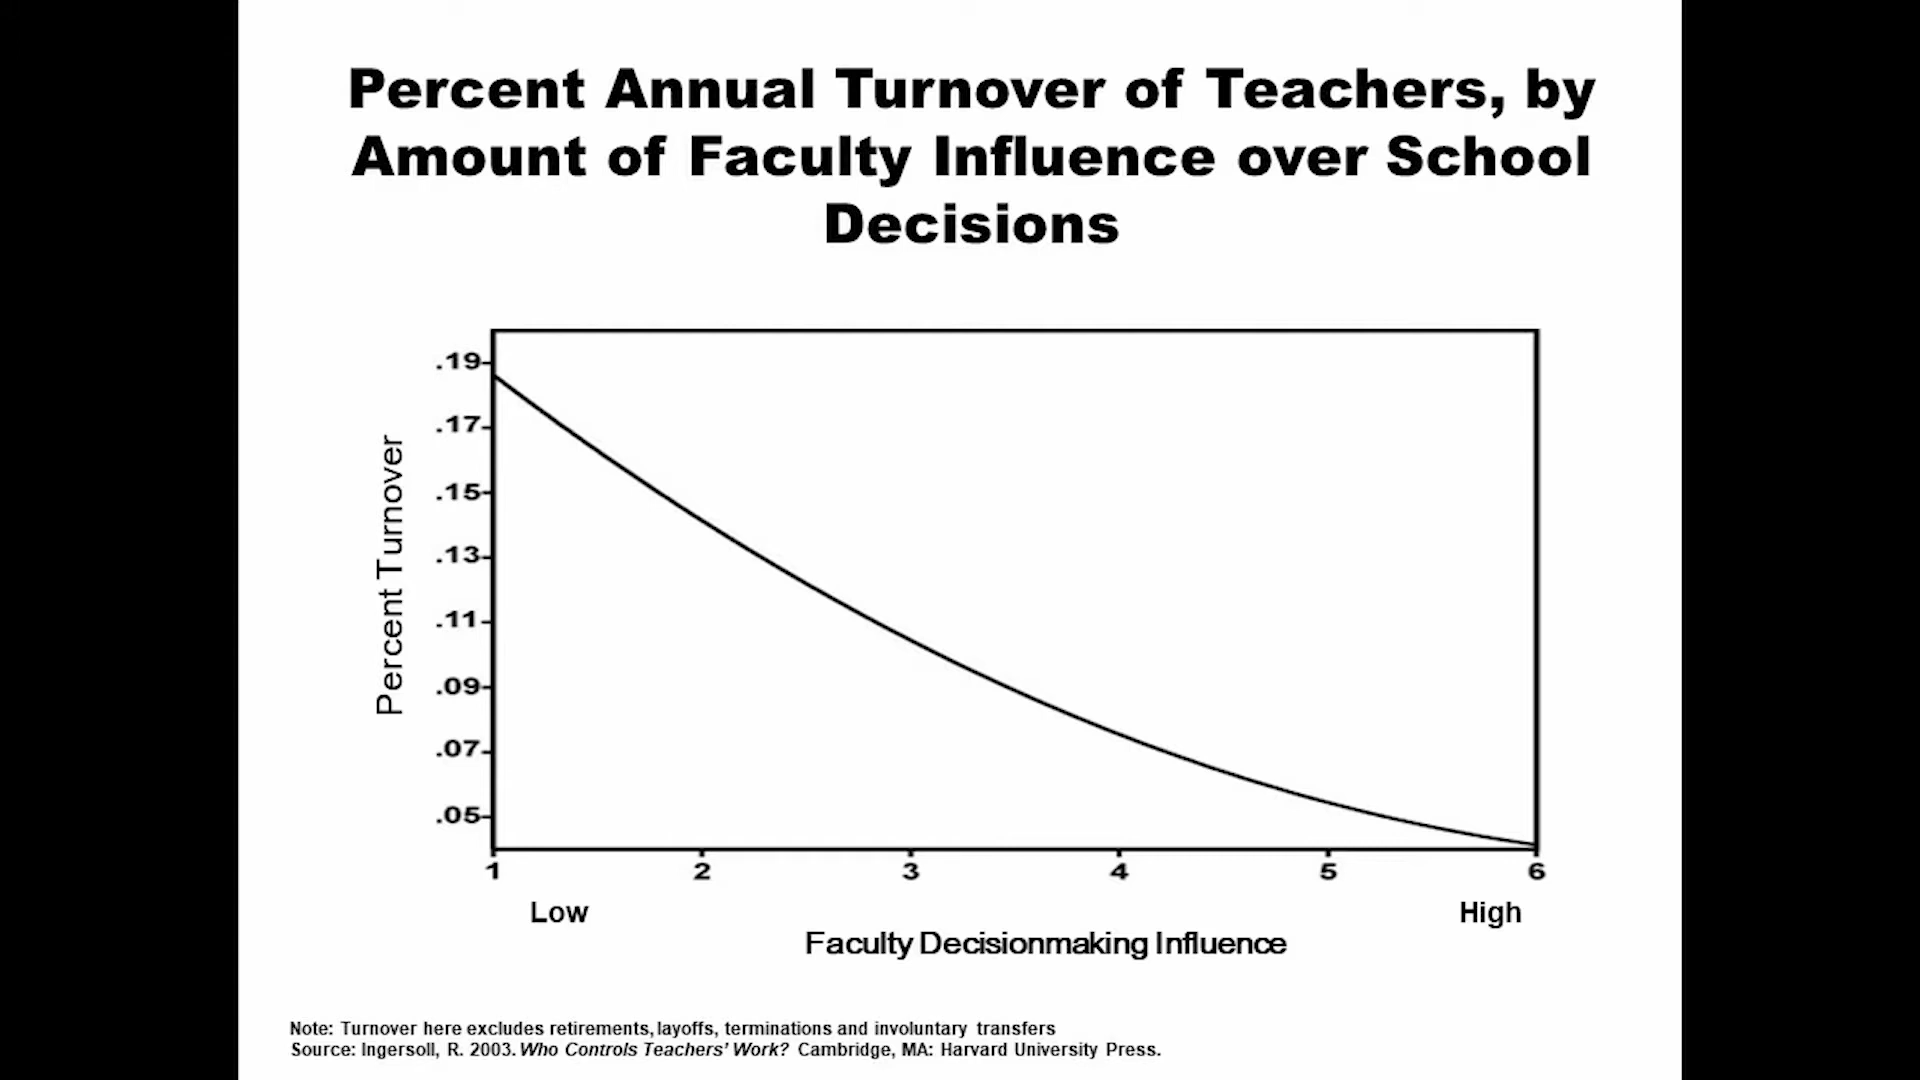 Percent Annual Turnover of Teachers, by
Amount of Faculty Influence over School
Decisions
Percent Turnover
.19
.17
.15
.13
.11
.09
.07
.05
1 2 3 4 5 6
Low High
Faculty Decisionmaking Influence
Note: Turnover here excludes retirements, layoffs, terminations and involuntary transfers
Source: Ingersoll, R. 2003. Who Controls Teachers' Work? Cambridge, MA: Harvard University Press.